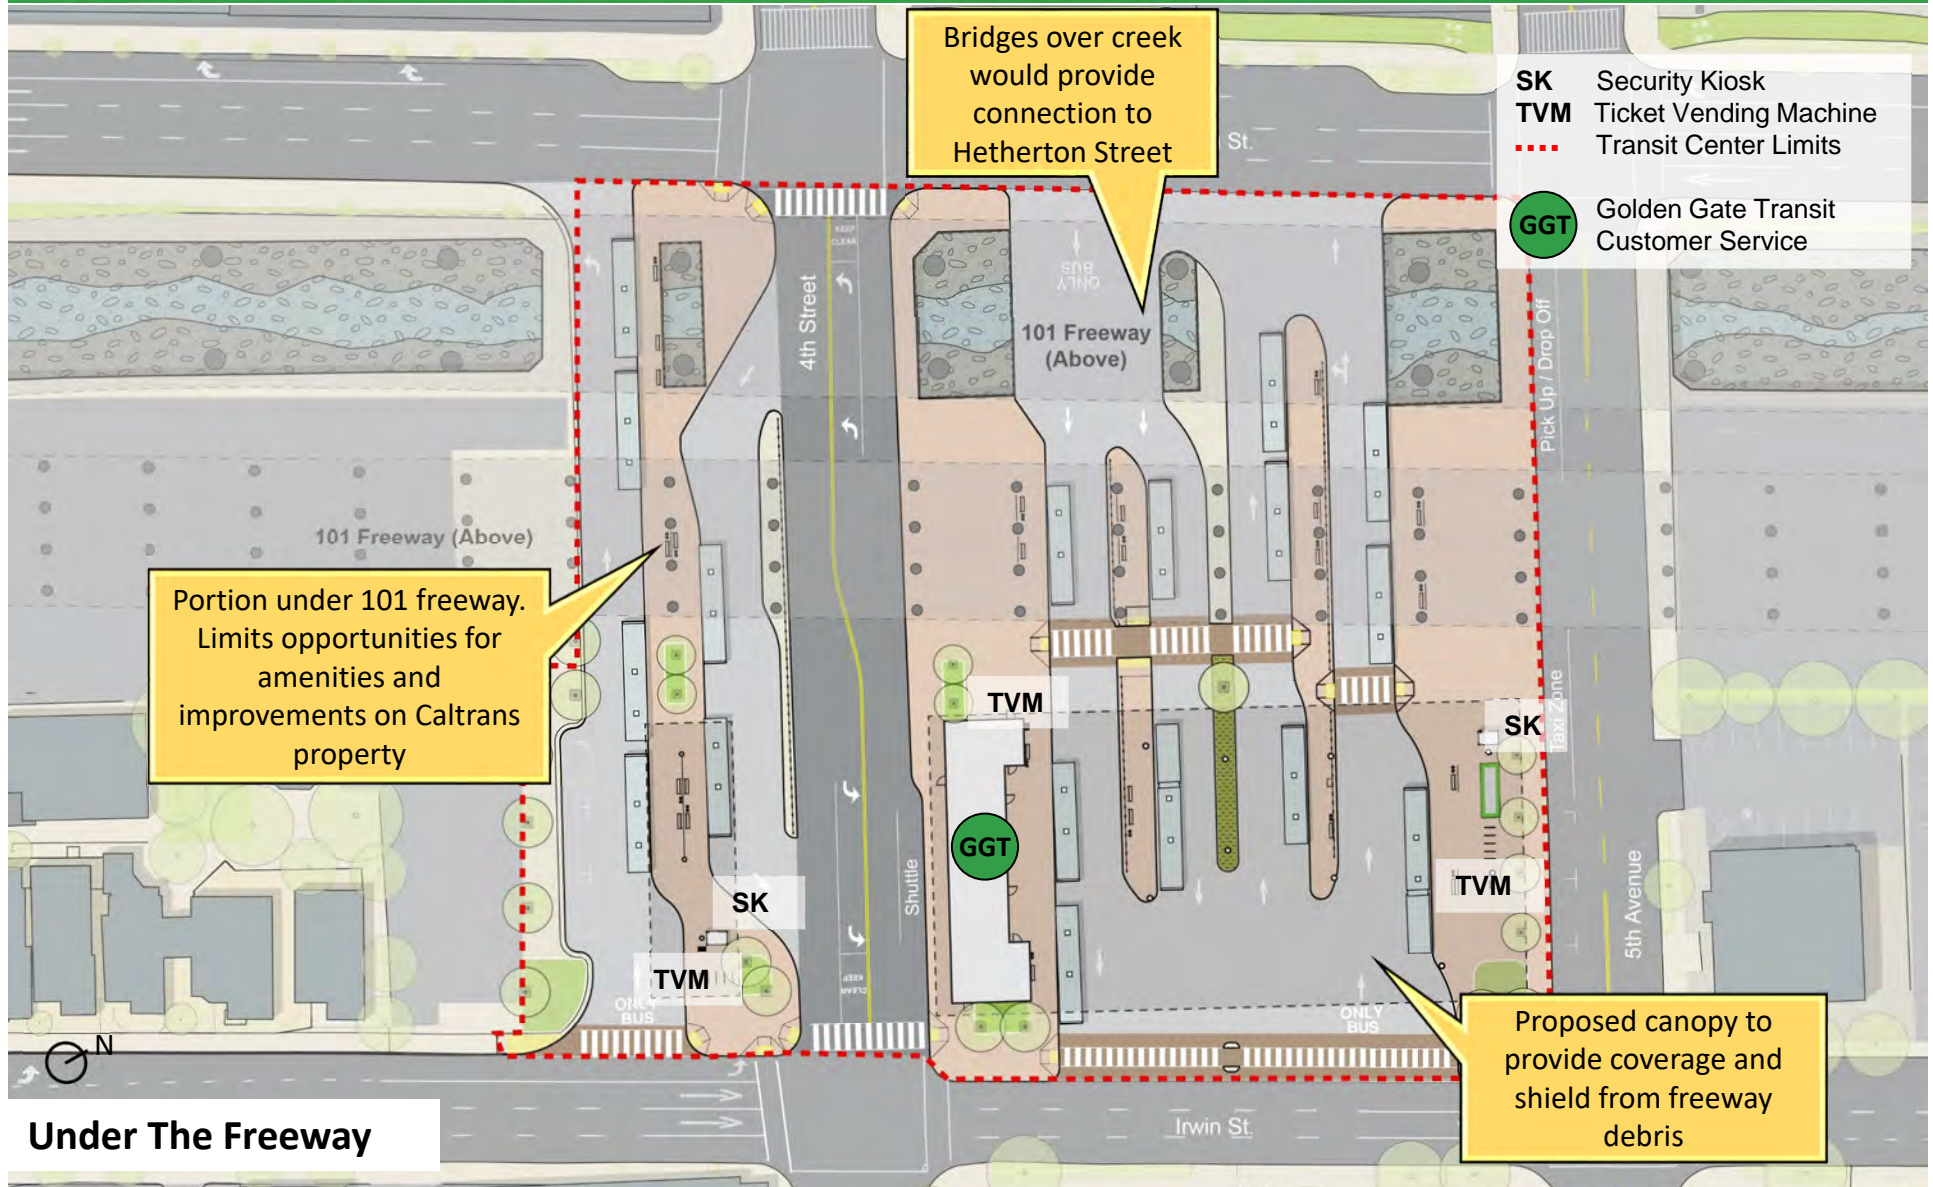 Bridges over creek
would provide
connection to
Hetherton Street
SK Security Kiosk
TVM Ticket Vending Machine
Transit Center Limits
GGT Golden Gate Transit
Customer Service
St.
KEEP
CLEAR
ONLY
BUS
4th Street
101 Freeway
(Above)
Pick Up / Drop Off
101 Freeway (Above)
Portion under 101 freeway.
Limits opportunities for
amenities and
improvements on Caltrans
property
TVM
SK
Taxi Zone
GGT
Shuttle
TVM
SK
5th Avenue
TVM
KEEP
CLEAR
ONLY
BUS
ONLY
BUS
Proposed canopy to
provide coverage and
shield from freeway
debris
N
Irwin St.
Under The Freeway